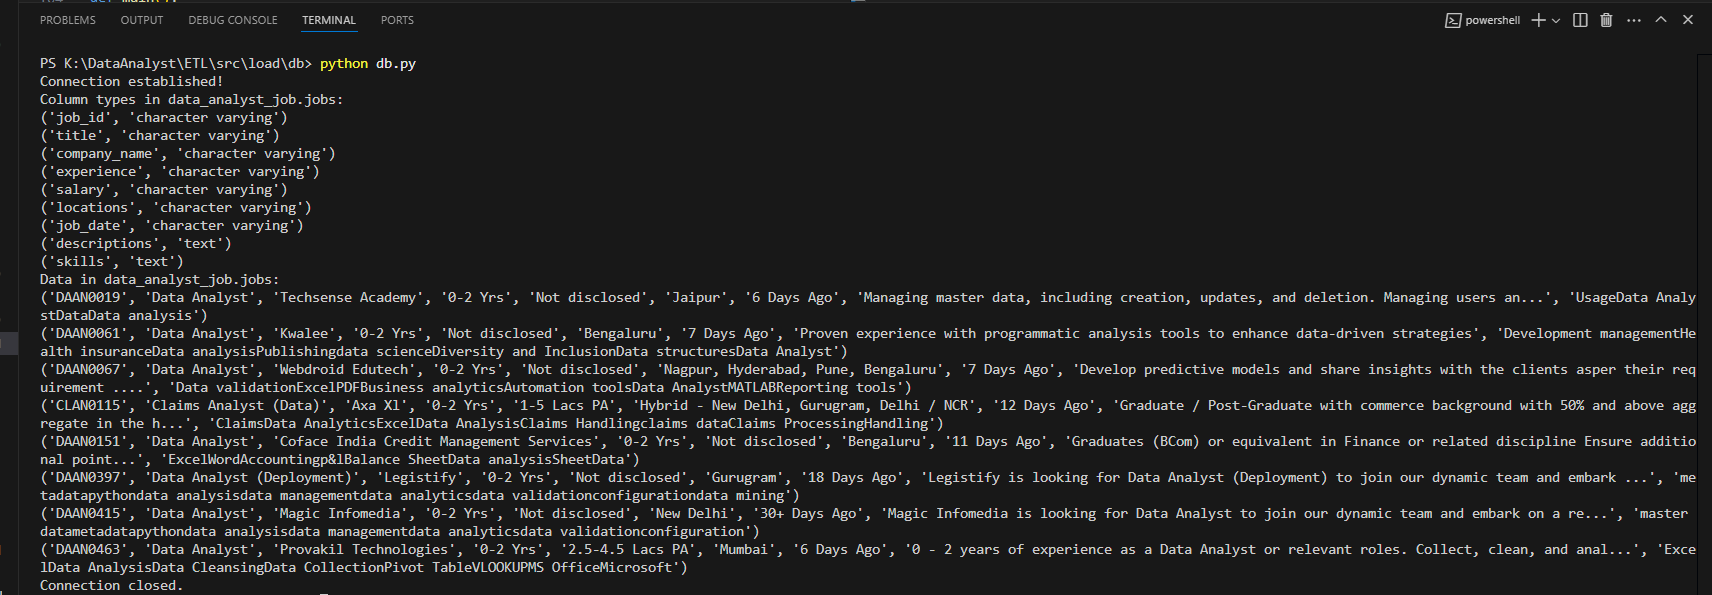 PROBLEMS OUTPUT DEBUG CONSOLE TERMINAL PORTS powershell
PS K:\DataAnalyst\ETL\src\load\db> python db.py
Connection established!
Column types in data_analyst_job.jobs:
('job_id', 'character varying')
('title', 'character varying')
('company_name', 'character varying')
('experience', 'character varying')
('salary', 'character varying')
('locations', 'character varying')
('job_date', 'character varying')
('descriptions', 'text')
('skills', 'text')
Data in data_analyst_job.jobs:
('DAAN0019', 'Data Analyst', 'Techsense Academy', '0-2 Yrs', 'Not disclosed', 'Jaipur', '6 Days Ago', 'Managing master data, including creation, updates, and deletion. Managing users an...', 'UsageData Analy
stDataData analysis')
('DAAN0061', 'Data Analyst', 'Kwalee', '0-2 Yrs', 'Not disclosed', 'Bengaluru', '7 Days Ago', 'Proven experience with programmatic analysis tools to enhance data-driven strategies', 'Development managementHe
alth insuranceData analysisPublishingdata scienceDiversity and InclusionData structuresData Analyst')
('DAAN0067', 'Data Analyst', 'Webdroid Edutech', '0-2 Yrs', 'Not disclosed', 'Nagpur, Hyderabad, Pune, Bengaluru', '7 Days Ago', 'Develop predictive models and share insights with the clients asper their req
uirement ....', 'Data validationExcelPDFBusiness analyticsAutomation toolsData AnalystMATLABReporting tools')
('CLAN0115', 'Claims Analyst (Data)', 'Axa Xl', '0-2 Yrs', '1-5 Lacs PA', 'Hybrid - New Delhi, Gurugram, Delhi / NCR', '12 Days Ago', 'Graduate / Post-Graduate with commerce background with 50% and above agg
regate in the h...', 'ClaimsData AnalyticsExcelData AnalysisClaims Handlingclaims dataClaims ProcessingHandling')
('DAAN0151', 'Data Analyst', 'Coface India Credit Management Services', '0-2 Yrs', 'Not disclosed', 'Bengaluru', '11 Days Ago', 'Graduates (BCom) or equivalent in Finance or related discipline Ensure additio
nal point...', 'ExcelWordAccountingp&lBalance SheetData analysisSheetData')
('DAAN0397', 'Data Analyst (Deployment)', 'Legistify', '0-2 Yrs', 'Not disclosed', 'Gurugram', '18 Days Ago', 'Legistify is looking for Data Analyst (Deployment) to join our dynamic team and embark ...', 'me
tadatapythondata analysisdata managementdata analyticsdata validationconfigurationdata mining')
('DAAN0415', 'Data Analyst', 'Magic Infomedia', '0-2 Yrs', 'Not disclosed', 'New Delhi', '30+ Days Ago', 'Magic Infomedia is looking for Data Analyst to join our dynamic team and embark on a re...', 'master
datametadatapythondata analysisdata managementdata analyticsdata validationconfiguration')
('DAAN0463', 'Data Analyst', 'Provakil Technologies', '0-2 Yrs', '2.5-4.5 Lacs PA', 'Mumbai', '6 Days Ago', '0 - 2 years of experience as a Data Analyst or relevant roles. Collect, clean, and anal...', 'Exce
lData AnalysisData CleansingData CollectionPivot TableVLOOKUPMS OfficeMicrosoft')
Connection closed.